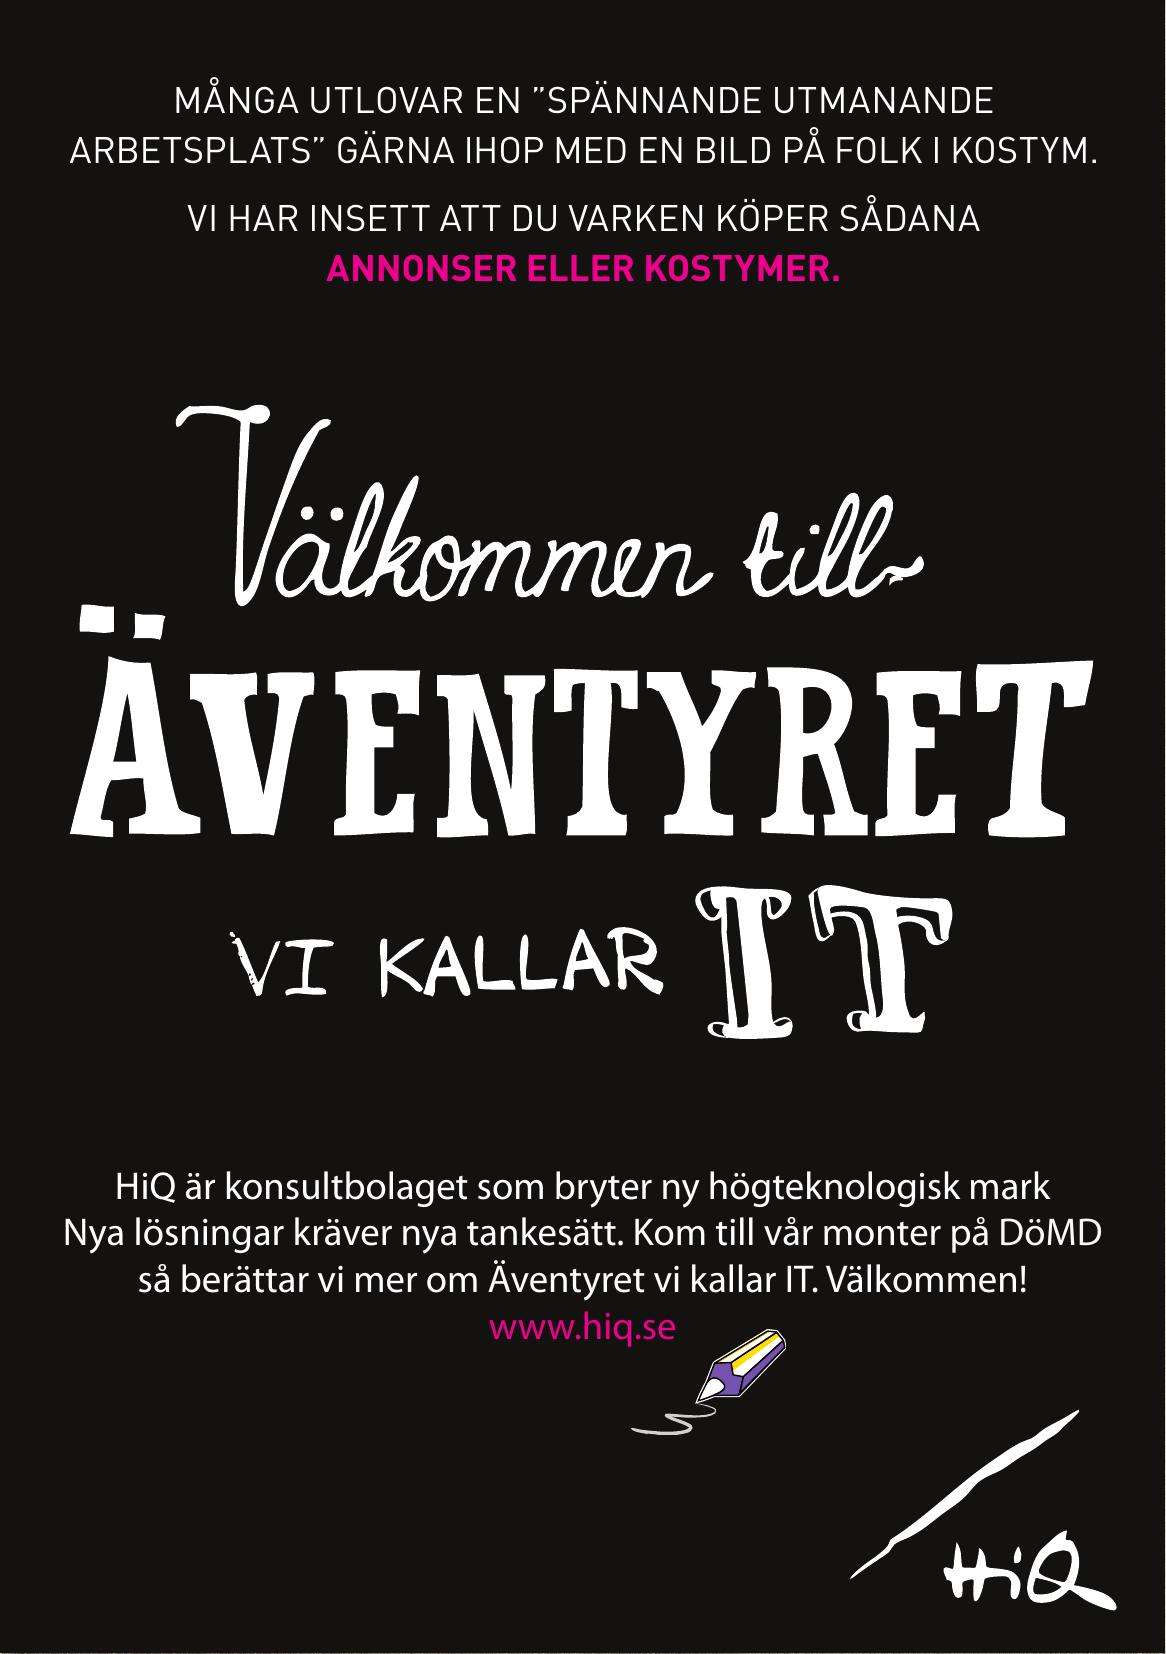 MÅNGA UTLOVAR EN ”SPÄNNANDE UTMANANDE
ARBETSPLATS” GÄRNA IHOP MED EN BILD PÅ FOLK I KOSTYM.
VI HAR INSETT ATT DU VARKEN KÖPER SÅDANA
ANNONSER ELLER KOSTYMER.
Välkommen till
ÄVENTYRET
VI KALLAR IT
HiQ är konsultbolaget som bryter ny högteknologisk mark
Nya lösningar kräver nya tankesätt. Kom till vår monter på DöMD
så berättar vi mer om Äventyret vi kallar IT. Välkommen!
www.hiq.se
HiQ